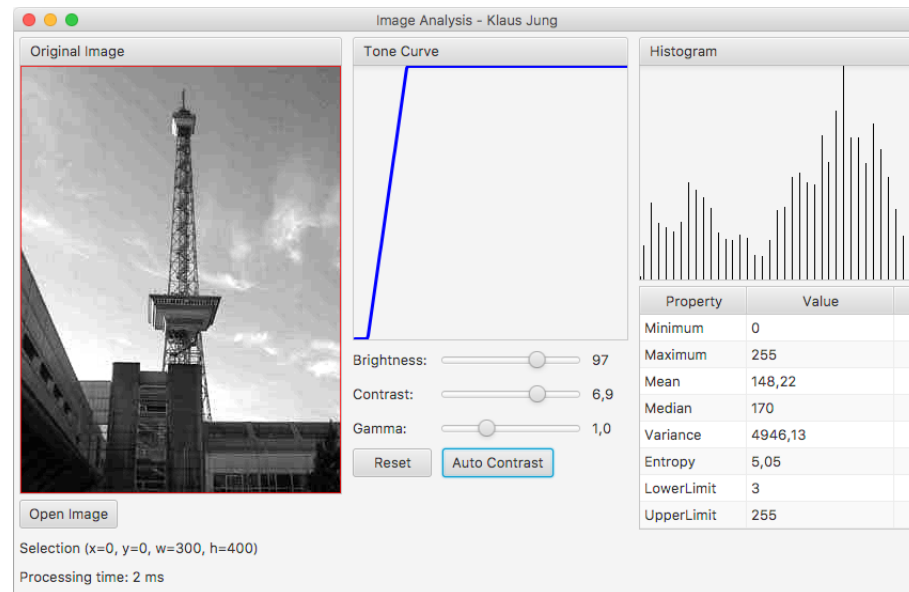 Image Analysis - Klaus Jung
Original Image
Tone Curve
Histogram
Brightness: 97
Contrast: 6,9
Gamma: 1,0
Reset Auto Contrast
Property Value
Minimum 0
Maximum 255
Mean 148,22
Median 170
Variance 4946,13
Entropy 5,05
LowerLimit 3
UpperLimit 255
Open Image
Selection (x=0, y=0, w=300, h=400)
Processing time: 2 ms